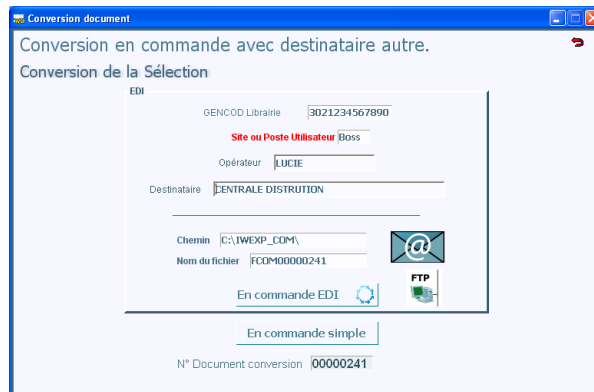 Conversion document
Conversion en commande avec destinataire autre.
Conversion de la Sélection
EDI
GENCOD Librairie 3021234567890
Site ou Poste Utilisateur Boss
Opérateur LUCIE
Destinataire CENTRALE DISTRUTION
Chemin C:\IWEXP_COM\
Nom du fichier FCOM00000241
@
FTP
En commande EDI
En commande simple
N° Document conversion 00000241